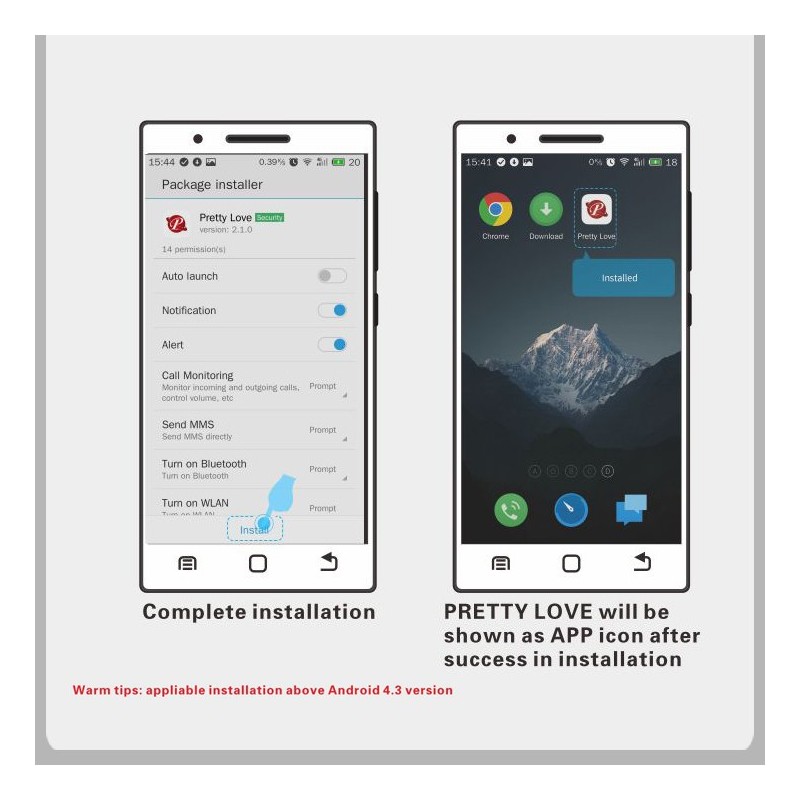 15:44
0.39% 20
Package installer
Pretty Love Security
version: 2.1.0
14 permission(s)
Auto launch
Notification
Alert
Call Monitoring
Monitor incoming and outgoing calls,
control volume, etc
Prompt
Send MMS
Send MMS directly
Prompt
Turn on Bluetooth
Turn on Bluetooth
Prompt
Turn on WLAN
Turn on WLAN
Prompt
Install
Complete installation
15:41
0% 18
Chrome
Download
Pretty Love
Installed
PRETTY LOVE will be
shown as APP icon after
success in installation
Warm tips: appliable installation above Android 4.3 version